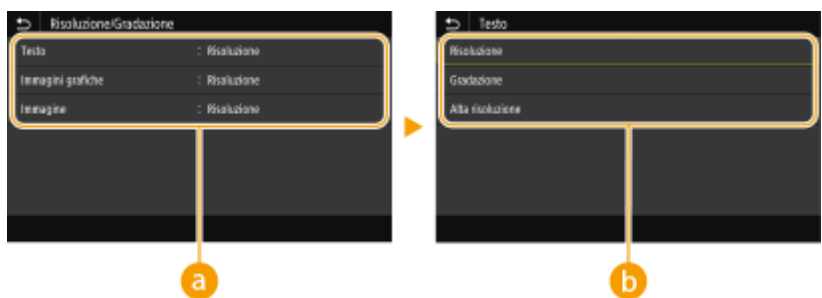 Risoluzione/Gradazione
Testo : Risoluzione
Immagini grafiche : Risoluzione
Immagine : Risoluzione
a
Testo
Risoluzione
Gradazione
Alta risoluzione
b